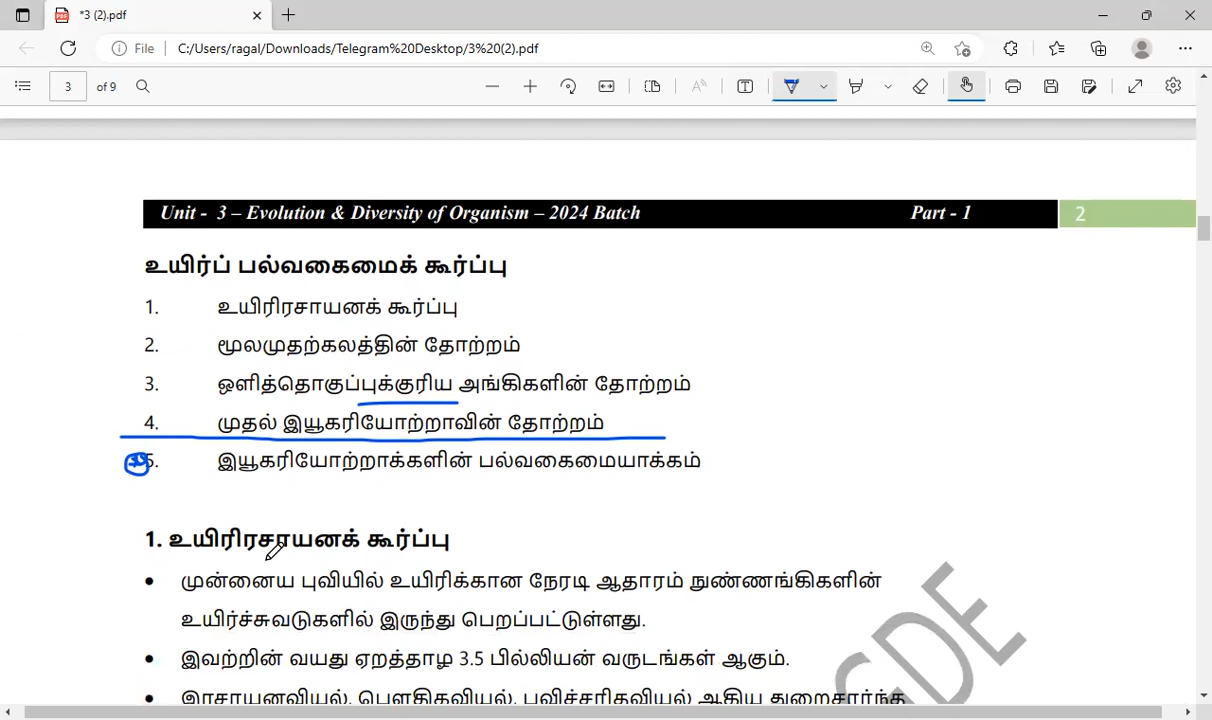 *3 (2).pdf
File C:/Users/ragal/Downloads/Telegram%20Desktop/3%20(2).pdf
3 of 9
Unit - 3 – Evolution & Diversity of Organism – 2024 Batch Part - 1 2
உயிர்ப் பல்வகைமைக் கூர்ப்பு
1. உயிரிரசாயனக் கூர்ப்பு
2. மூலமுதற்கலத்தின் தோற்றம்
3. ஒளித்தொகுப்புக்குரிய அங்கிகளின் தோற்றம்
4. முதல் இயூகரியோற்றாவின் தோற்றம்
5. இயூகரியோற்றாக்களின் பல்வகைமையாக்கம்
1. உயிரிரசாயனக் கூர்ப்பு
• முன்னைய புவியில் உயிரிக்கான நேரடி ஆதாரம் நுண்ணங்கிகளின்
உயிர்ச்சுவடுகளில் இருந்து பெறப்பட்டுள்ளது.
• இவற்றின் வயது ஏறத்தாழ 3.5 பில்லியன் வருடங்கள் ஆகும்.
• இரசாயனவியல், பௌதிகவியல், புவிச்சரிதவியல் ஆகிய துறைசார்ந்த
GDE